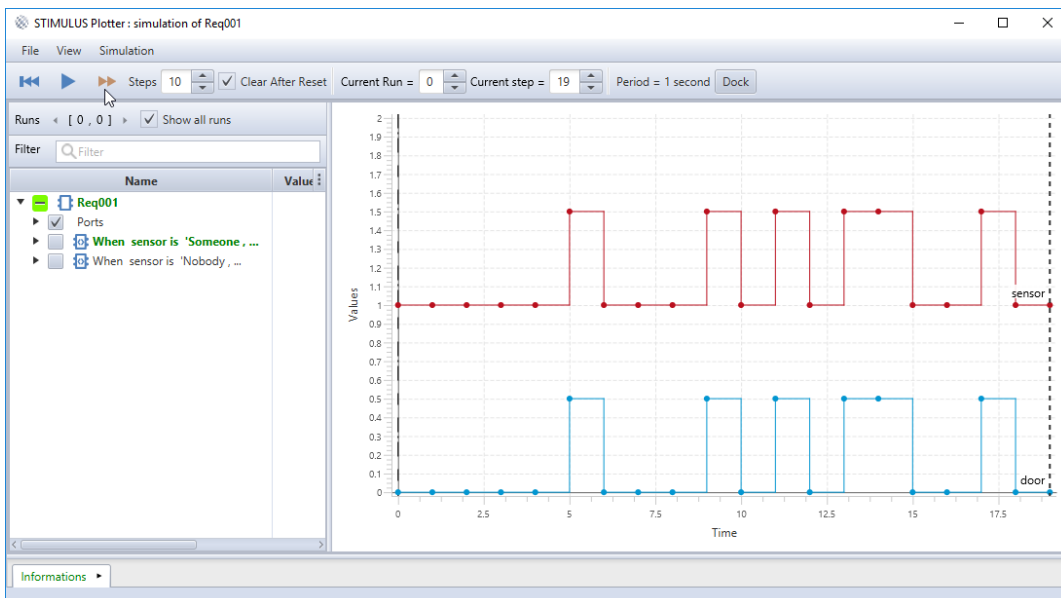 STIMULUS Plotter : simulation of Req001
File View Simulation
Steps 10 Clear After Reset Current Run = 0 Current step = 19 Period = 1 second Dock
Runs [ 0 , 0 ] Show all runs
Filter Filter
Name Value
Req001
Ports
When sensor is 'Someone , ...
When sensor is 'Nobody , ...
2
1.9
1.8
1.7
1.6
1.5
1.4
1.3
1.2
1.1
1
0.9
0.8
0.7
0.6
0.5
0.4
0.3
0.2
0.1
0
Values
sensor
door
0 2.5 5 7.5 10 12.5 15 17.5
Time
Informations